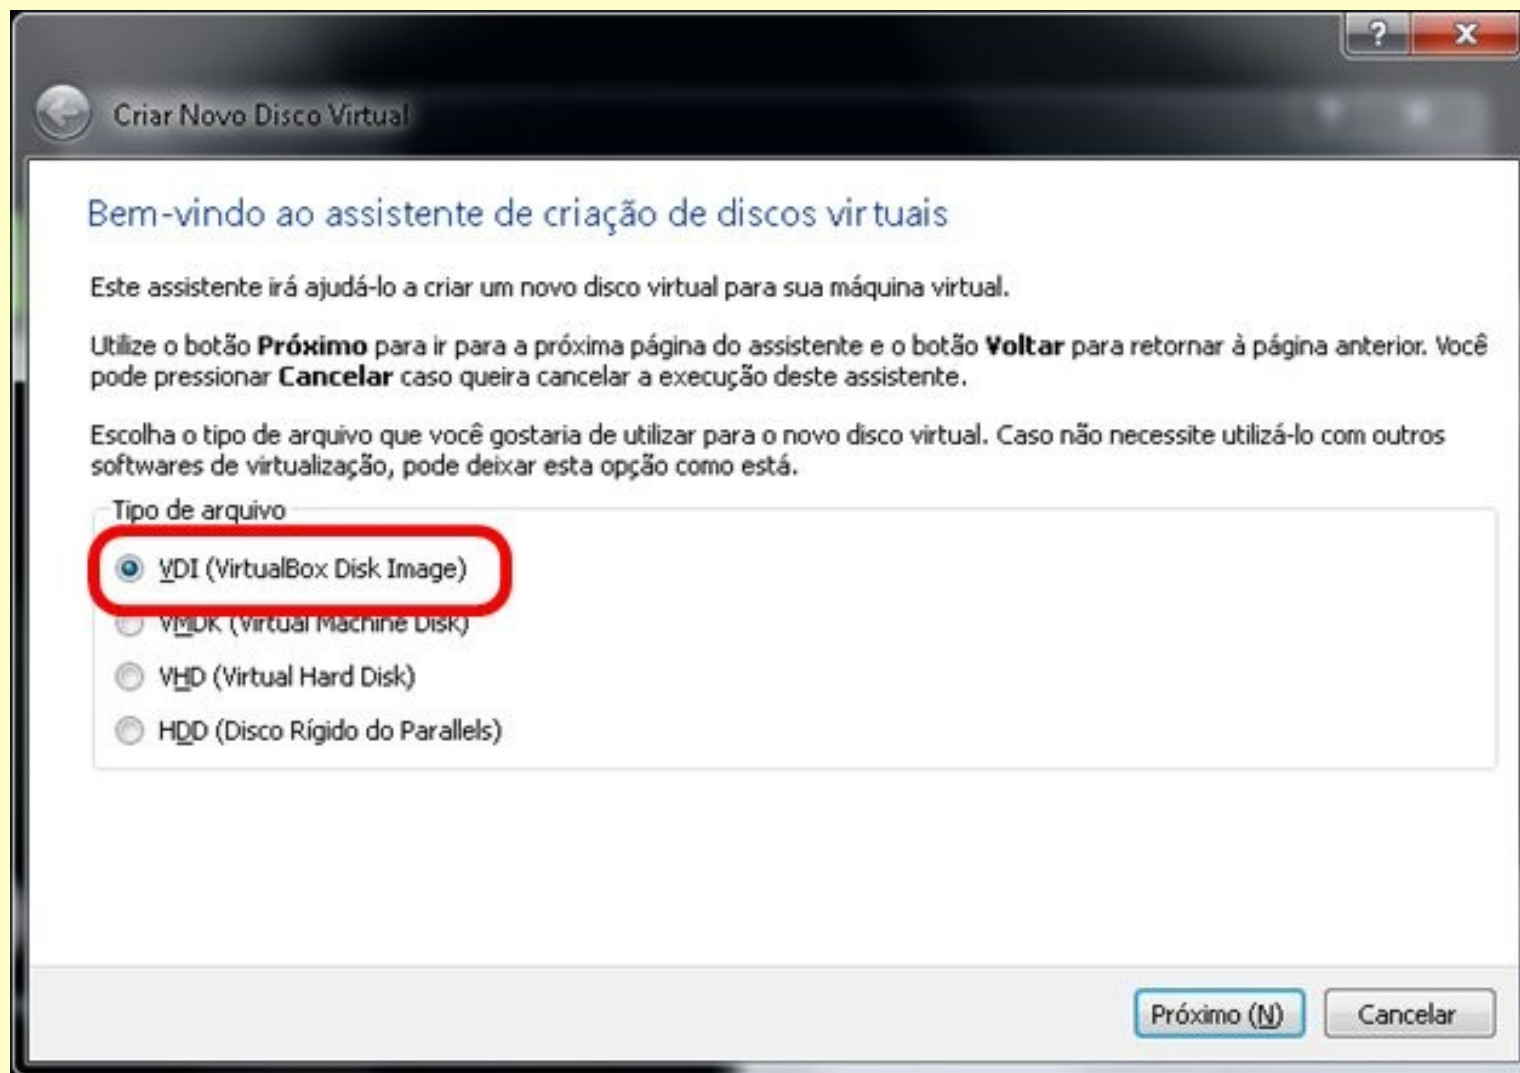 ?
X
Criar Novo Disco Virtual
Bem-vindo ao assistente de criação de discos virtuais
Este assistente irá ajudá-lo a criar um novo disco virtual para sua máquina virtual.
Utilize o botão Próximo para ir para a próxima página do assistente e o botão Voltar para retornar à página anterior. Você
pode pressionar Cancelar caso queira cancelar a execução deste assistente.
Escolha o tipo de arquivo que você gostaria de utilizar para o novo disco virtual. Caso não necessite utilizá-lo com outros
softwares de virtualização, pode deixar esta opção como está.
Tipo de arquivo
VDI (VirtualBox Disk Image)
VMDK (Virtual Machine Disk)
VHD (Virtual Hard Disk)
HDD (Disco Rígido do Parallels)
Próximo (N)
Cancelar